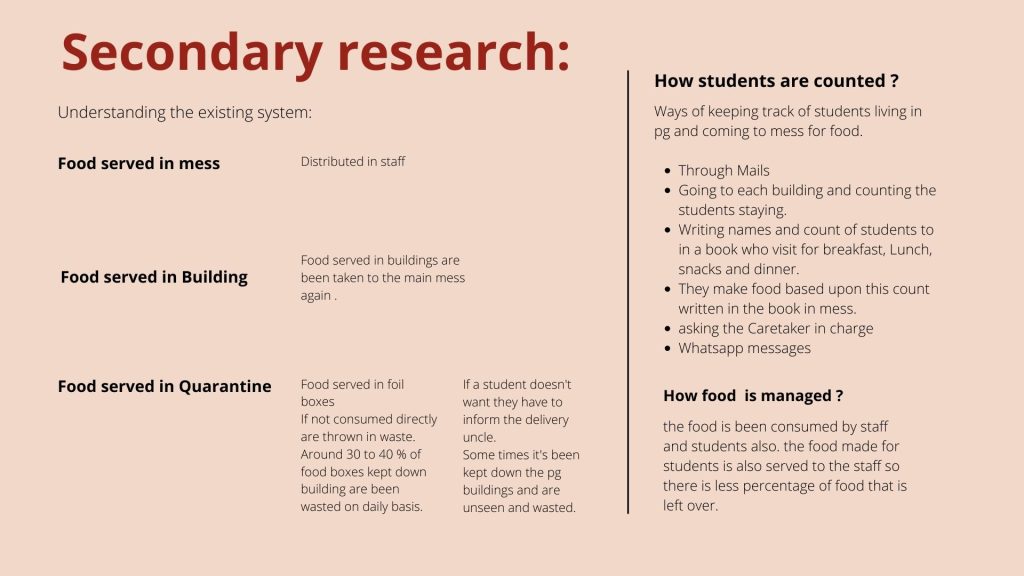 Secondary research:
Understanding the existing system:
Food served in mess
Distributed in staff
Food served in Building
Food served in buildings are
been taken to the main mess
again .
Food served in Quarantine
Food served in foil
boxes
If not consumed directly
are thrown in waste.
Around 30 to 40 % of
food boxes kept down
building are been
wasted on daily basis.
If a student doesn't
want they have to
inform the delivery
uncle.
Some times it's been
kept down the pg
buildings and are
unseen and wasted.
How students are counted ?
Ways of keeping track of students living in
pg and coming to mess for food.
• Through Mails
• Going to each building and counting the
students staying.
• Writing names and count of students to
in a book who visit for breakfast, Lunch,
snacks and dinner.
• They make food based upon this count
written in the book in mess.
• asking the Caretaker in charge
• Whatsapp messages
How food  is managed ?
the food is been consumed by staff
and students also. the food made for
students is also served to the staff so
there is less percentage of food that is
left over.